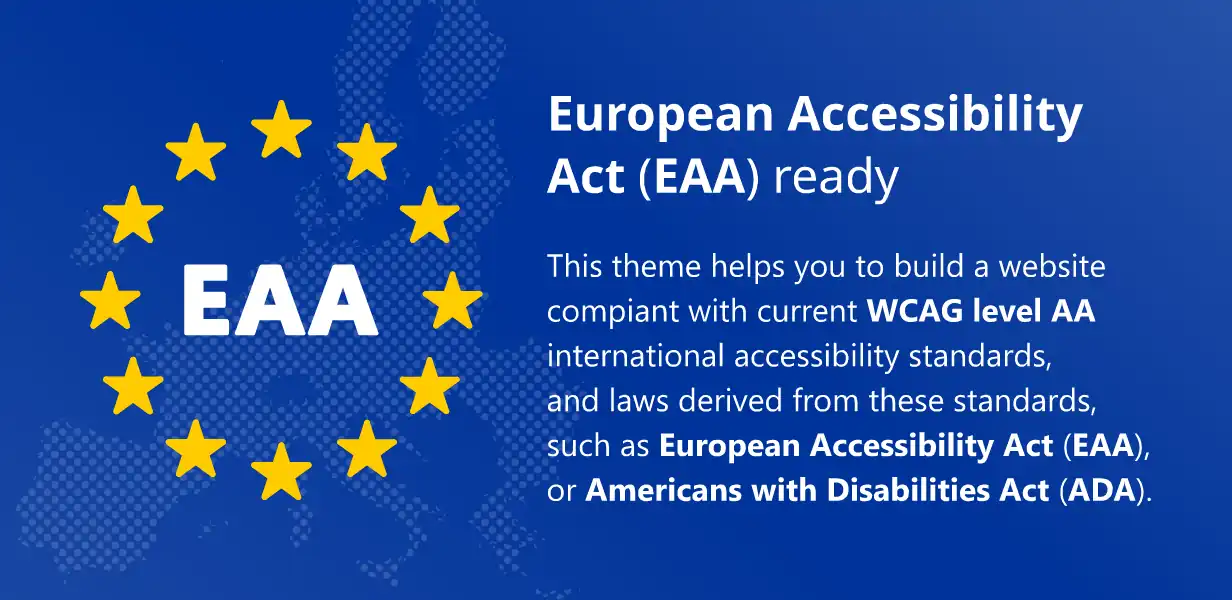 EAA
European Accessibility
Act (EAA) ready
This theme helps you to build a website
compiant with current WCAG level AA
international accessibility standards,
and laws derived from these standards,
such as European Accessibility Act (EAA),
or Americans with Disabilities Act (ADA).